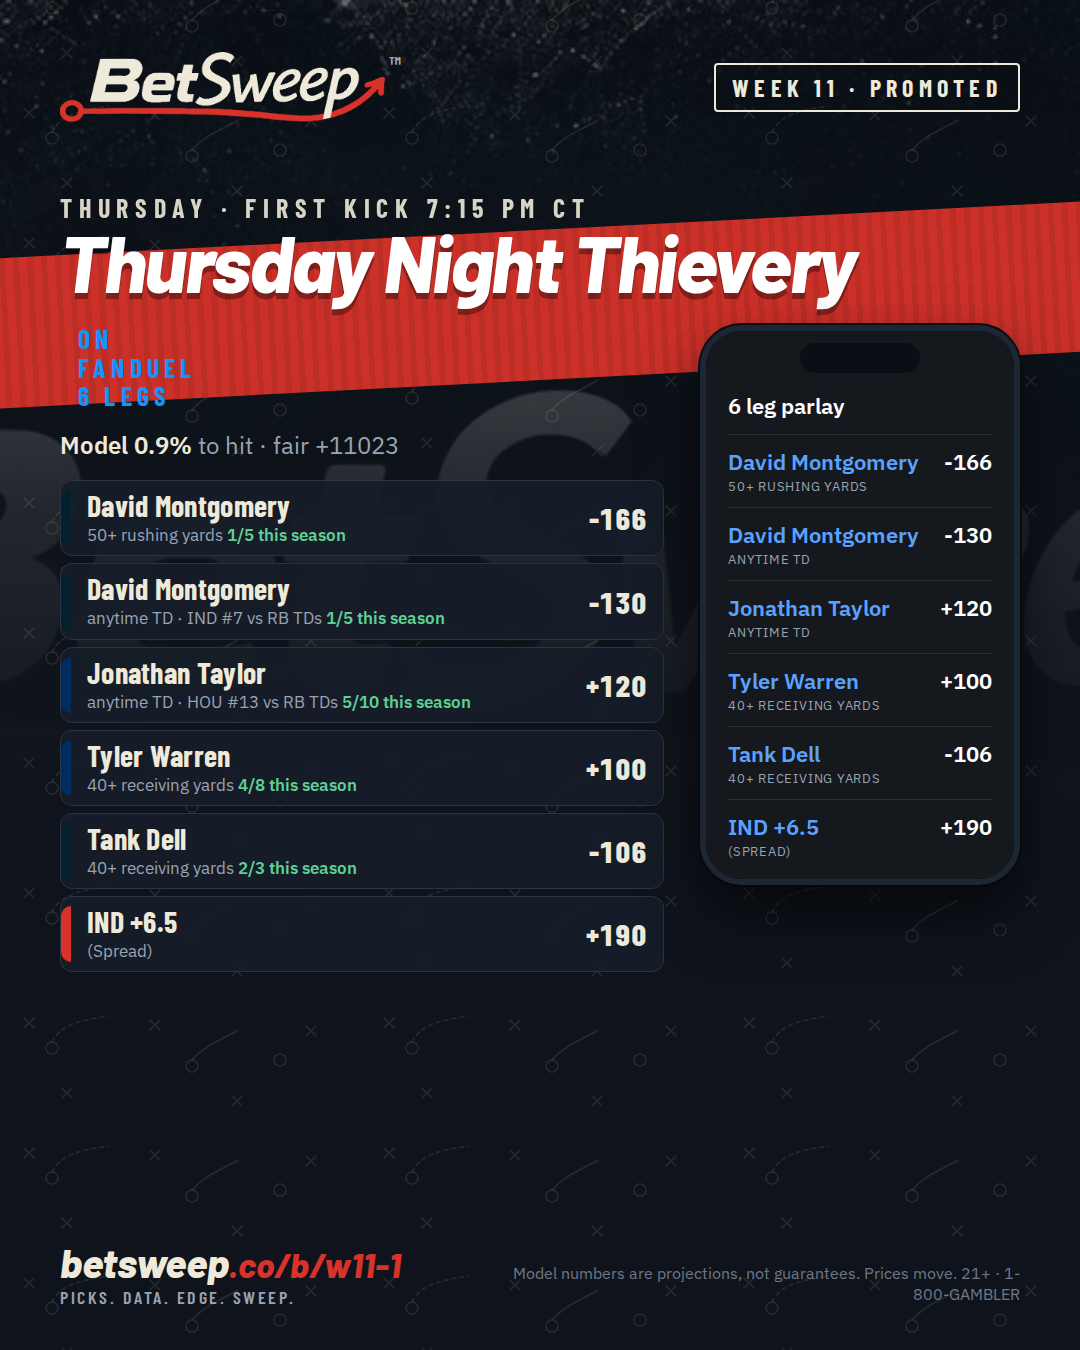 BetSweep™
WEEK 11 · PROMOTED
THURSDAY · FIRST KICK 7:15 PM CT
Thursday Night Thievery
ON
FANDUEL
6 LEGS
Model 0.9% to hit · fair +11023
David Montgomery
50+ rushing yards 1/5 this season
-166
David Montgomery
anytime TD · IND #7 vs RB TDs 1/5 this season
-130
Jonathan Taylor
anytime TD · HOU #13 vs RB TDs 5/10 this season
+120
Tyler Warren
40+ receiving yards 4/8 this season
+100
Tank Dell
40+ receiving yards 2/3 this season
-106
IND +6.5
(Spread)
+190
6 leg parlay
David Montgomery -166
50+ RUSHING YARDS
David Montgomery -130
ANYTIME TD
Jonathan Taylor +120
ANYTIME TD
Tyler Warren +100
40+ RECEIVING YARDS
Tank Dell -106
40+ RECEIVING YARDS
IND +6.5 +190
(SPREAD)
betsweep.co/b/w11-1
PICKS. DATA. EDGE. SWEEP.
Model numbers are projections, not guarantees. Prices move. 21+ · 1-
800-GAMBLER